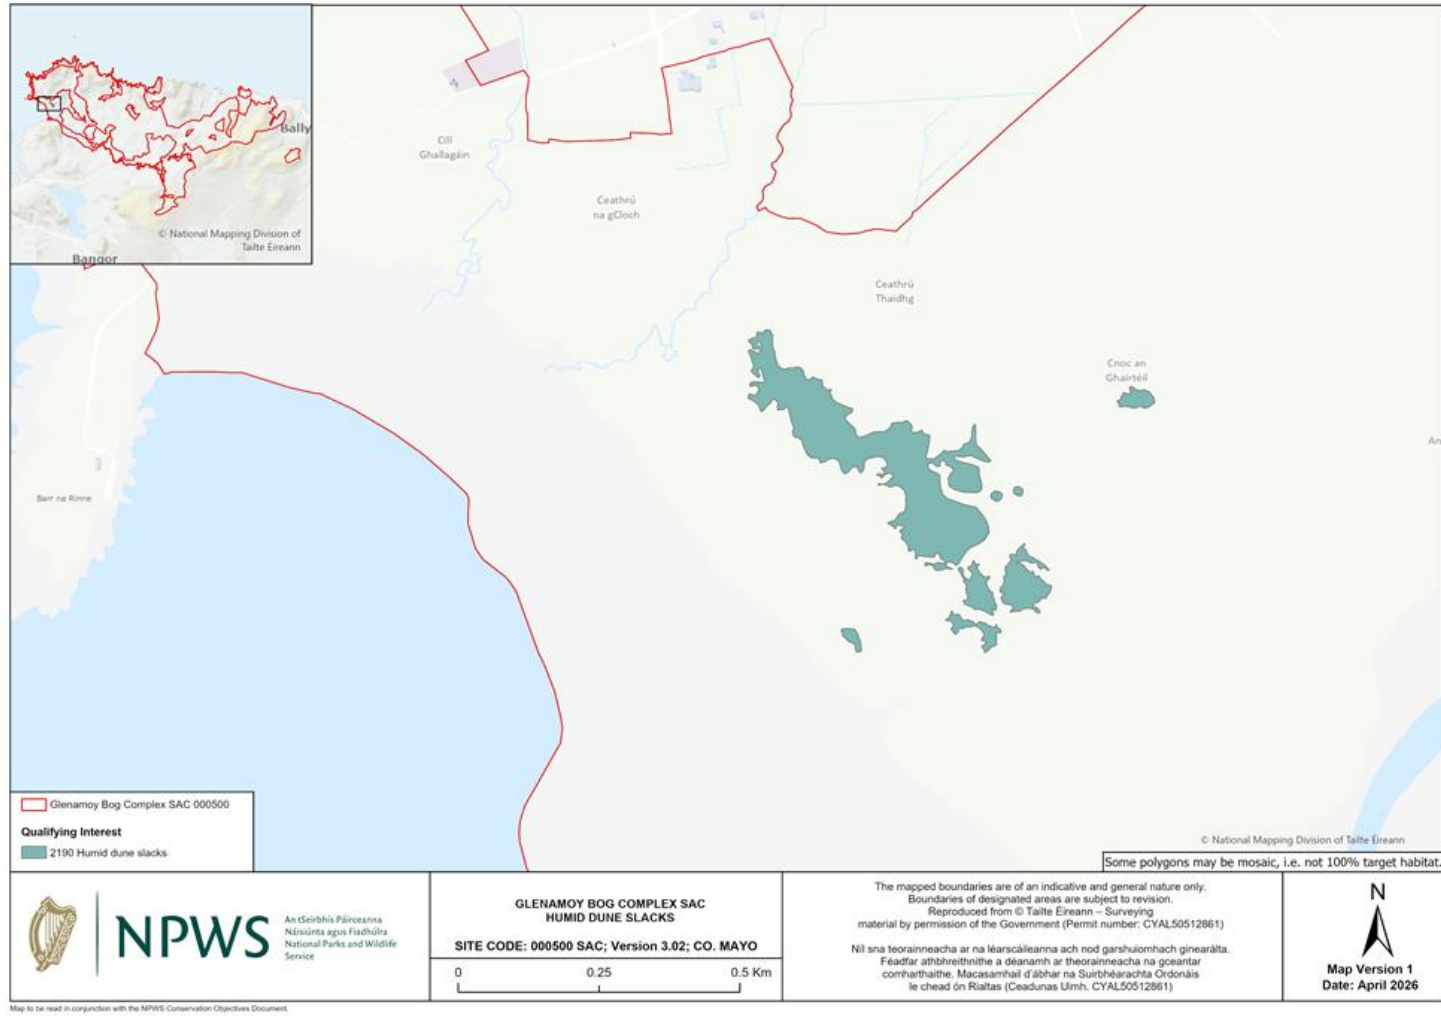 Bally
© National Mapping Division of
Tailte Éireann
Bangor
Cill
Ghallagáin
Ceathrú
na gCloch
Ceathrú
Thaidhg
Cnoc an
Ghairtéil
An
Barr na Rinne
Glenamoy Bog Complex SAC 000500
Qualifying Interest
2190 Humid dune slacks
© National Mapping Division of Tailte Éireann
Some polygons may be mosaic, i.e. not 100% target habitat.
NPWS
An tSeirbhís Páirceanna
Náisiúnta agus Fiadhúlra
National Parks and Wildlife
Service
GLENAMOY BOG COMPLEX SAC
HUMID DUNE SLACKS
SITE CODE: 000500 SAC; Version 3.02; CO. MAYO
0 0.25 0.5 Km
The mapped boundaries are of an indicative and general nature only.
Boundaries of designated areas are subject to revision.
Reproduced from © Tailte Éireann – Surveying
material by permission of the Government (Permit number: CYAL50512861)
Níl sna teorainneacha ar na léarscáileanna ach nod garshuiomhach ginearálta.
Féadfar athbhreithnithe a déanamh ar theorainneacha na gceantar
comharthaithe. Macasamhail d'ábhar na Suirbhéarachta Ordonáis
le chead ón Rialtas (Ceadunas Uimh. CYAL50512861)
N
Map Version 1
Date: April 2026
Map to be read in conjunction with the NPWS Conservation Objectives Document.